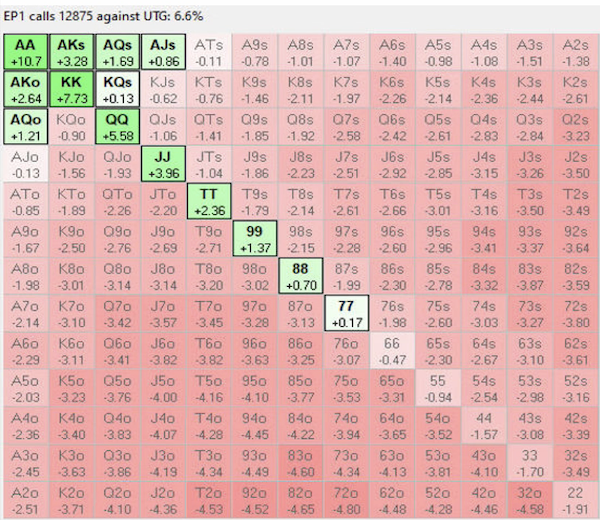 EP1 calls 12875 against UTG: 6.6%
AA AKs AQs AJs ATs A9s A8s A7s A6s A5s A4s A3s A2s
+10.7 +3.28 +1.69 +0.86 -0.11 -0.78 -1.01 -1.07 -1.40 -0.98 -1.08 -1.51 -1.38
AKo KK KQs KJs KTs K9s K8s K7s K6s K5s K4s K3s K2s
+2.64 +7.73 +0.13 -0.62 -0.76 -1.46 -2.11 -1.97 -2.26 -2.14 -2.36 -2.44 -2.61
AQo KQo QQ QJs QTs Q9s Q8s Q7s Q6s Q5s Q4s Q3s Q2s
+1.21 -0.90 +5.58 -1.06 -1.41 -1.85 -1.92 -2.58 -2.42 -2.61 -2.83 -2.84 -3.23
AJo KJo QJo JJ JTs J9s J8s J7s J6s J5s J4s J3s J2s
-0.13 -1.56 -1.93 +3.96 -1.04 -1.86 -2.23 -2.51 -2.92 -2.85 -3.15 -3.26 -3.50
ATo KTo QTo JTo TT T9s T8s T7s T6s T5s T4s T3s T2s
-0.85 -1.89 -2.26 -2.20 +2.36 -1.79 -2.14 -2.61 -2.66 -3.01 -3.16 -3.50 -3.49
A9o K9o Q9o J9o T9o 99 98s 97s 96s 95s 94s 93s 92s
-1.67 -2.50 -2.76 -2.69 -2.71 +1.37 -2.15 -2.28 -2.60 -2.96 -3.41 -3.37 -3.64
A8o K8o Q8o J8o T8o 98o 88 87s 86s 85s 84s 83s 82s
-1.98 -3.01 -3.14 -3.14 -3.20 -3.02 +0.70 -1.99 -2.30 -2.78 -3.32 -3.87 -3.59
A7o K7o Q7o J7o T7o 97o 87o 77 76s 75s 74s 73s 72s
-2.14 -3.10 -3.42 -3.57 -3.45 -3.28 -3.13 +0.17 -1.98 -2.60 -3.03 -3.27 -3.80
A6o K6o Q6o J6o T6o 96o 86o 76o 66 65s 64s 63s 62s
-2.29 -3.11 -3.41 -3.82 -3.82 -3.63 -3.25 -3.07 -0.47 -2.30 -2.67 -3.10 -3.61
A5o K5o Q5o J5o T5o 95o 85o 75o 65o 55 54s 53s 52s
-2.03 -3.23 -3.76 -4.00 -4.16 -4.10 -3.77 -3.53 -3.31 -0.94 -2.54 -2.98 -3.16
A4o K4o Q4o J4o T4o 94o 84o 74o 64o 54o 44 43s 42s
-2.36 -3.40 -3.83 -4.07 -4.28 -4.45 -4.22 -3.94 -3.65 -3.52 -1.57 -3.08 -3.39
A3o K3o Q3o J3o T3o 93o 83o 73o 63o 53o 43o 33 32s
-2.45 -3.63 -3.86 -4.19 -4.34 -4.49 -4.60 -4.34 -4.13 -3.81 -4.10 -1.70 -3.49
A2o K2o Q2o J2o T2o 92o 82o 72o 62o 52o 42o 32o 22
-2.51 -3.71 -4.10 -4.36 -4.53 -4.52 -4.65 -4.80 -4.48 -4.28 -4.46 -4.58 -1.91